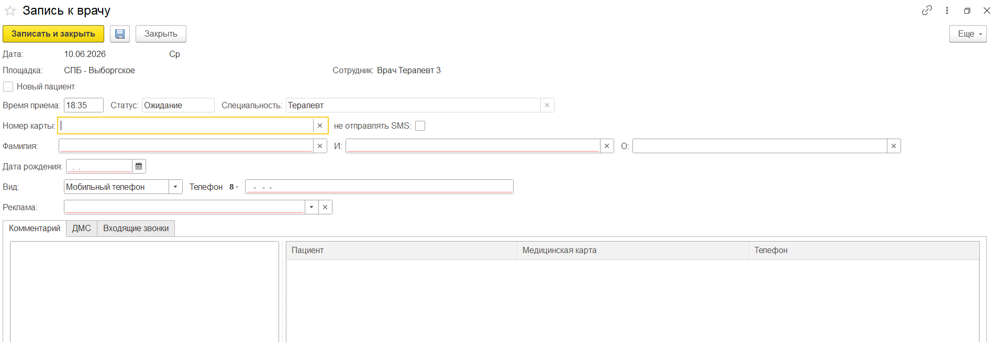 Запись к врачу
Записать и закрыть Закрыть Еще
Дата: 10.06.2026 Ср
Площадка: СПБ - Выборгское Сотрудник: Врач Терапевт 3
Новый пациент
Время приема: 18:35 Статус: Ожидание Специальность: Терапевт
Номер карты: не отправлять SMS:
Фамилия: И: О:
Дата рождения: . .
Вид: Мобильный телефон Телефон 8 - - - -
Реклама:
Комментарий ДМС Входящие звонки
Пациент Медицинская карта Телефон